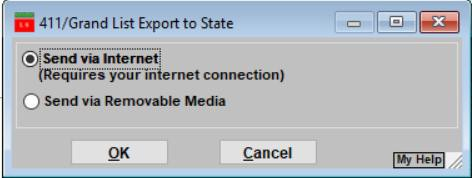 411/Grand List Export to State
Send via Internet
(Requires your internet connection)
Send via Removable Media
OK
Cancel
My Help